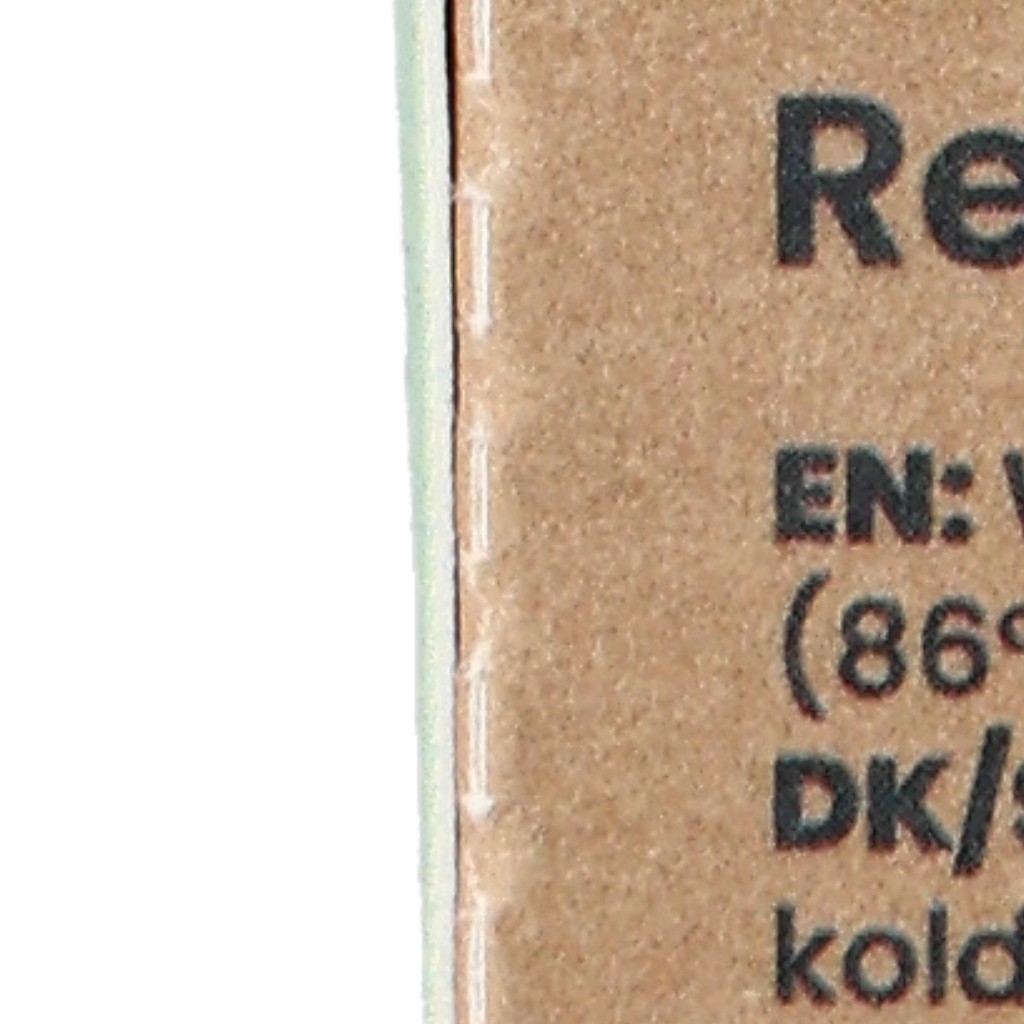 Re
EN:
(86
DK/
kold